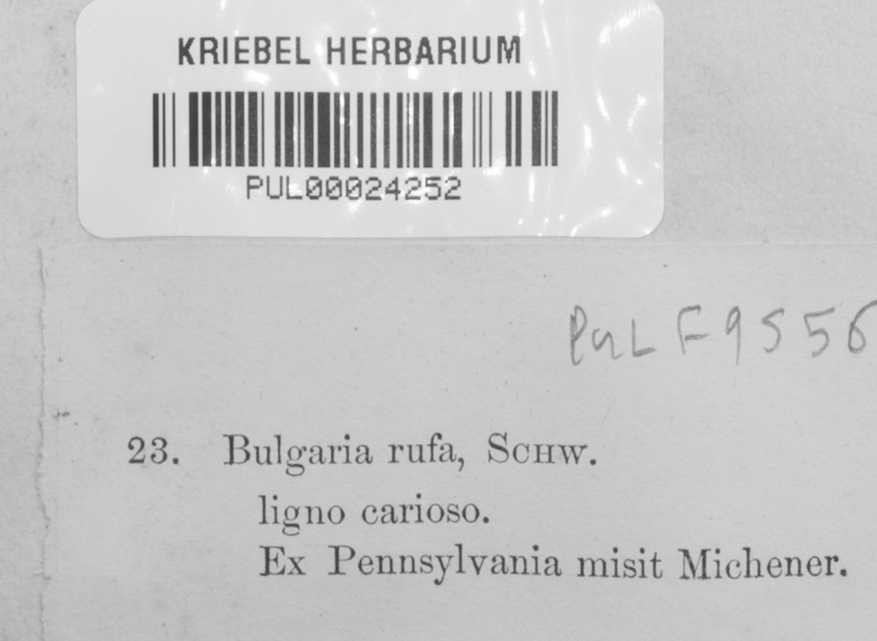 KRIEBEL HERBARIUM
PUL00024252
PuL F9556
23. Bulgaria rufa, Schw.
ligno carioso.
Ex Pennsylvania misit Michener.